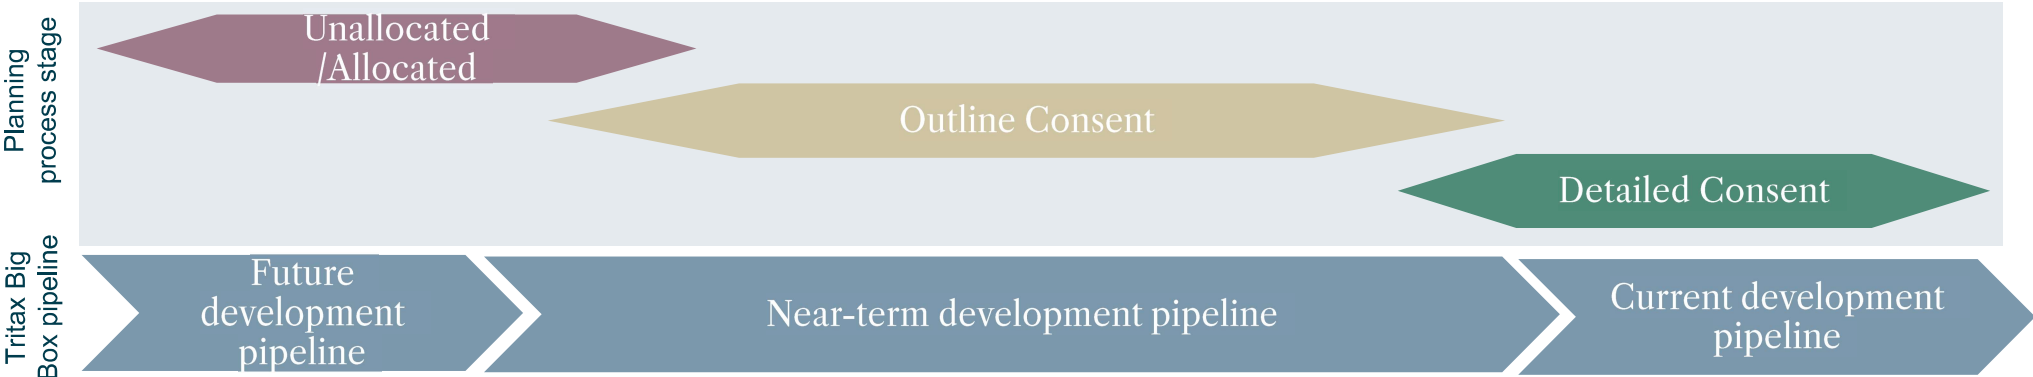 Planning
process stage
Unallocated
/Allocated
Outline Consent
Detailed Consent
Tritax Big
Box pipeline
Future
development
pipeline
Near-term development pipeline
Current development
pipeline